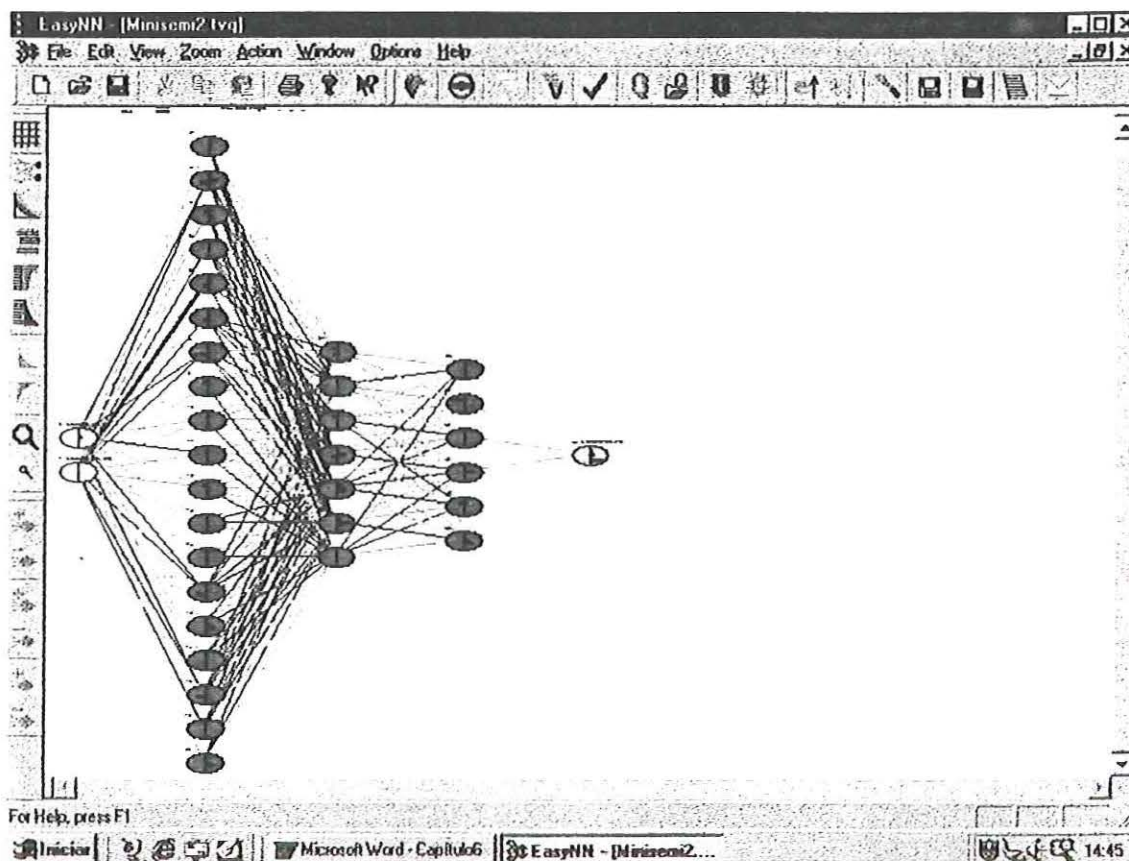 EasyNN - [Minisemi2.tvq]
File Edit View Zoom Action Window Options Help
For Help, press F1
Iniciar Microsoft Word - Capítulo6 EasyNN - [Minisemi2.... 14:45